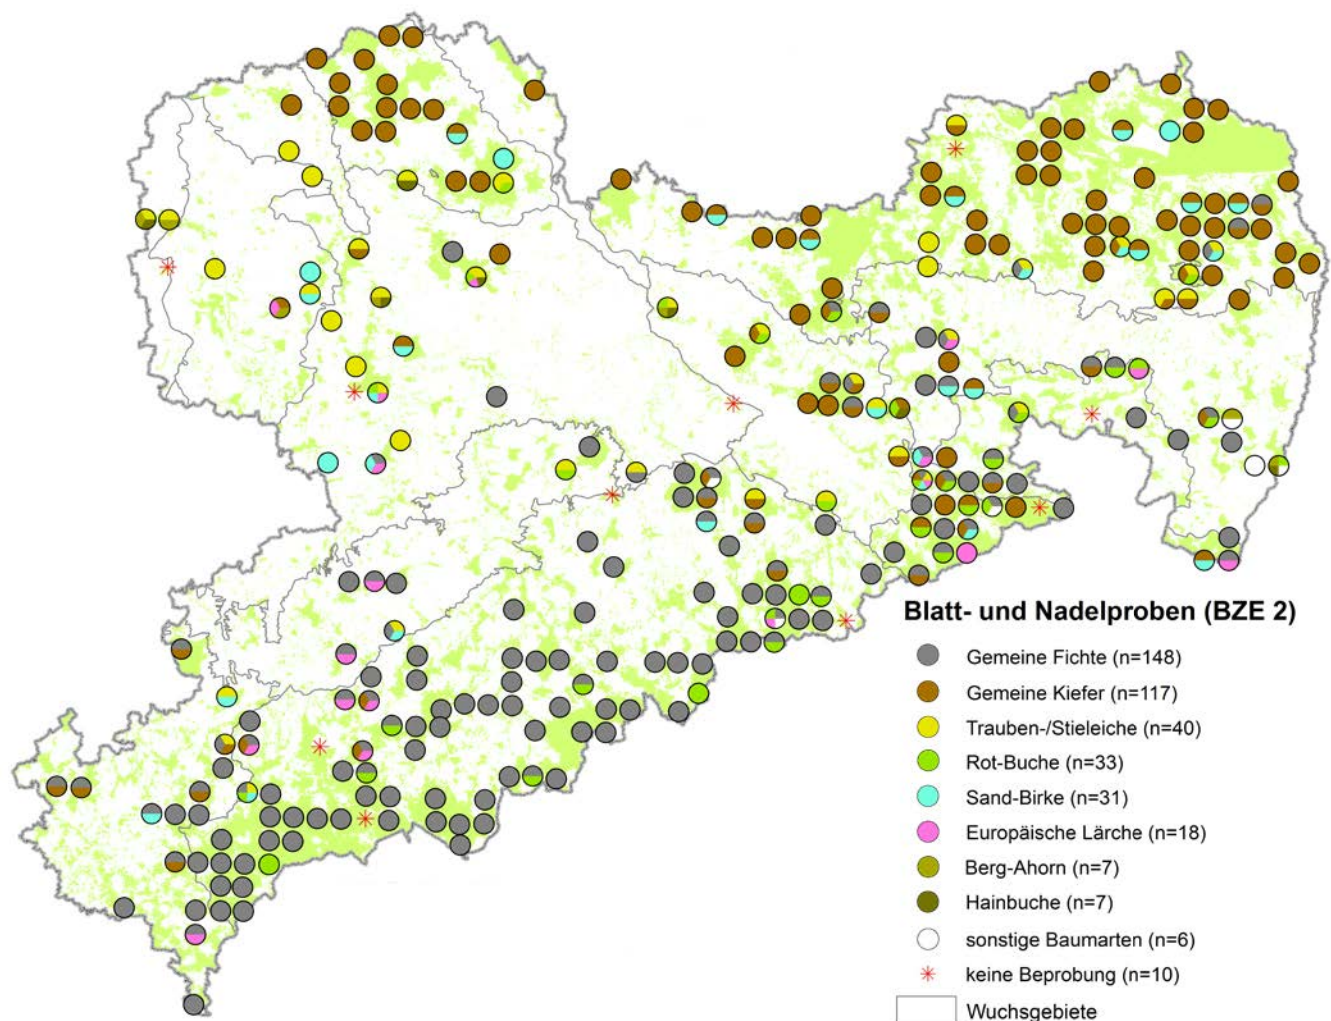 Blatt- und Nadelproben (BZE 2)
Gemeine Fichte (n=148)
Gemeine Kiefer (n=117)
Trauben-/Stieleiche (n=40)
Rot-Buche (n=33)
Sand-Birke (n=31)
Europäische Lärche (n=18)
Berg-Ahorn (n=7)
Hainbuche (n=7)
sonstige Baumarten (n=6)
keine Beprobung (n=10)
Wuchsgebiete